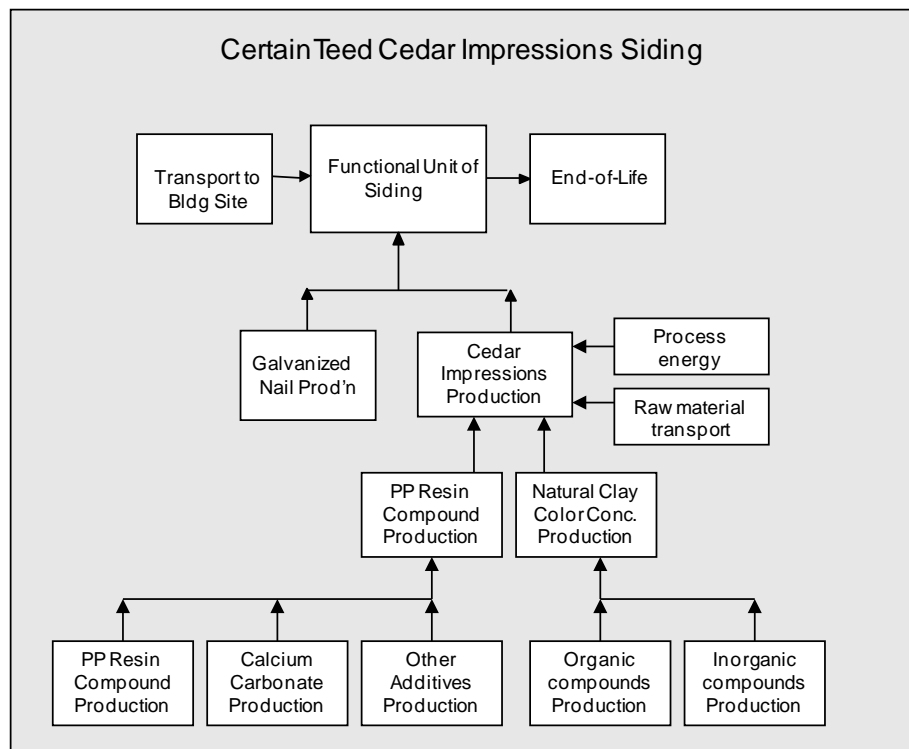 CertainTeed Cedar Impressions Siding
Transport to
Bldg Site
Functional Unit of
Siding
End-of-Life
Galvanized
Nail Prod'n
Cedar
Impressions
Production
Process
energy
Raw material
transport
PP Resin
Compound
Production
Natural Clay
Color Conc.
Production
PP Resin
Compound
Production
Calcium
Carbonate
Production
Other
Additives
Production
Organic
compounds
Production
Inorganic
compounds
Production